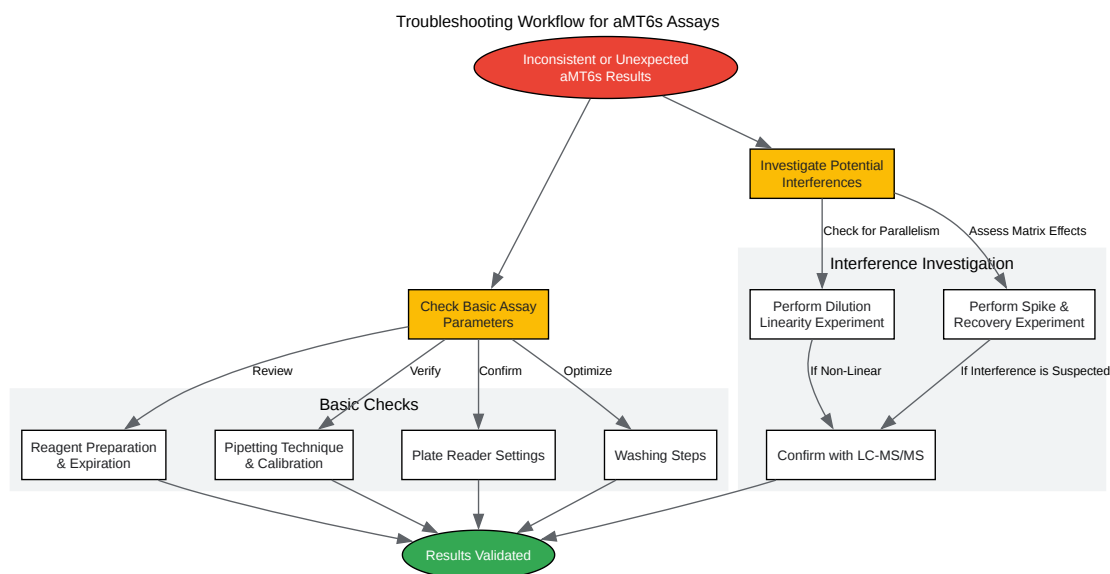 Troubleshooting Workflow for aMT6s Assays
Inconsistent or Unexpected
aMT6s Results
Investigate Potential
Interferences
Check for Parallelism
Assess Matrix Effects
Interference Investigation
Check Basic Assay
Parameters
Perform Dilution
Linearity Experiment
Perform Spike &
Recovery Experiment
Review
Verify
Confirm
Optimize
If Non-Linear
If Interference is Suspected
Basic Checks
Reagent Preparation
& Expiration
Pipetting Technique
& Calibration
Plate Reader Settings
Washing Steps
Confirm with LC-MS/MS
Results Validated